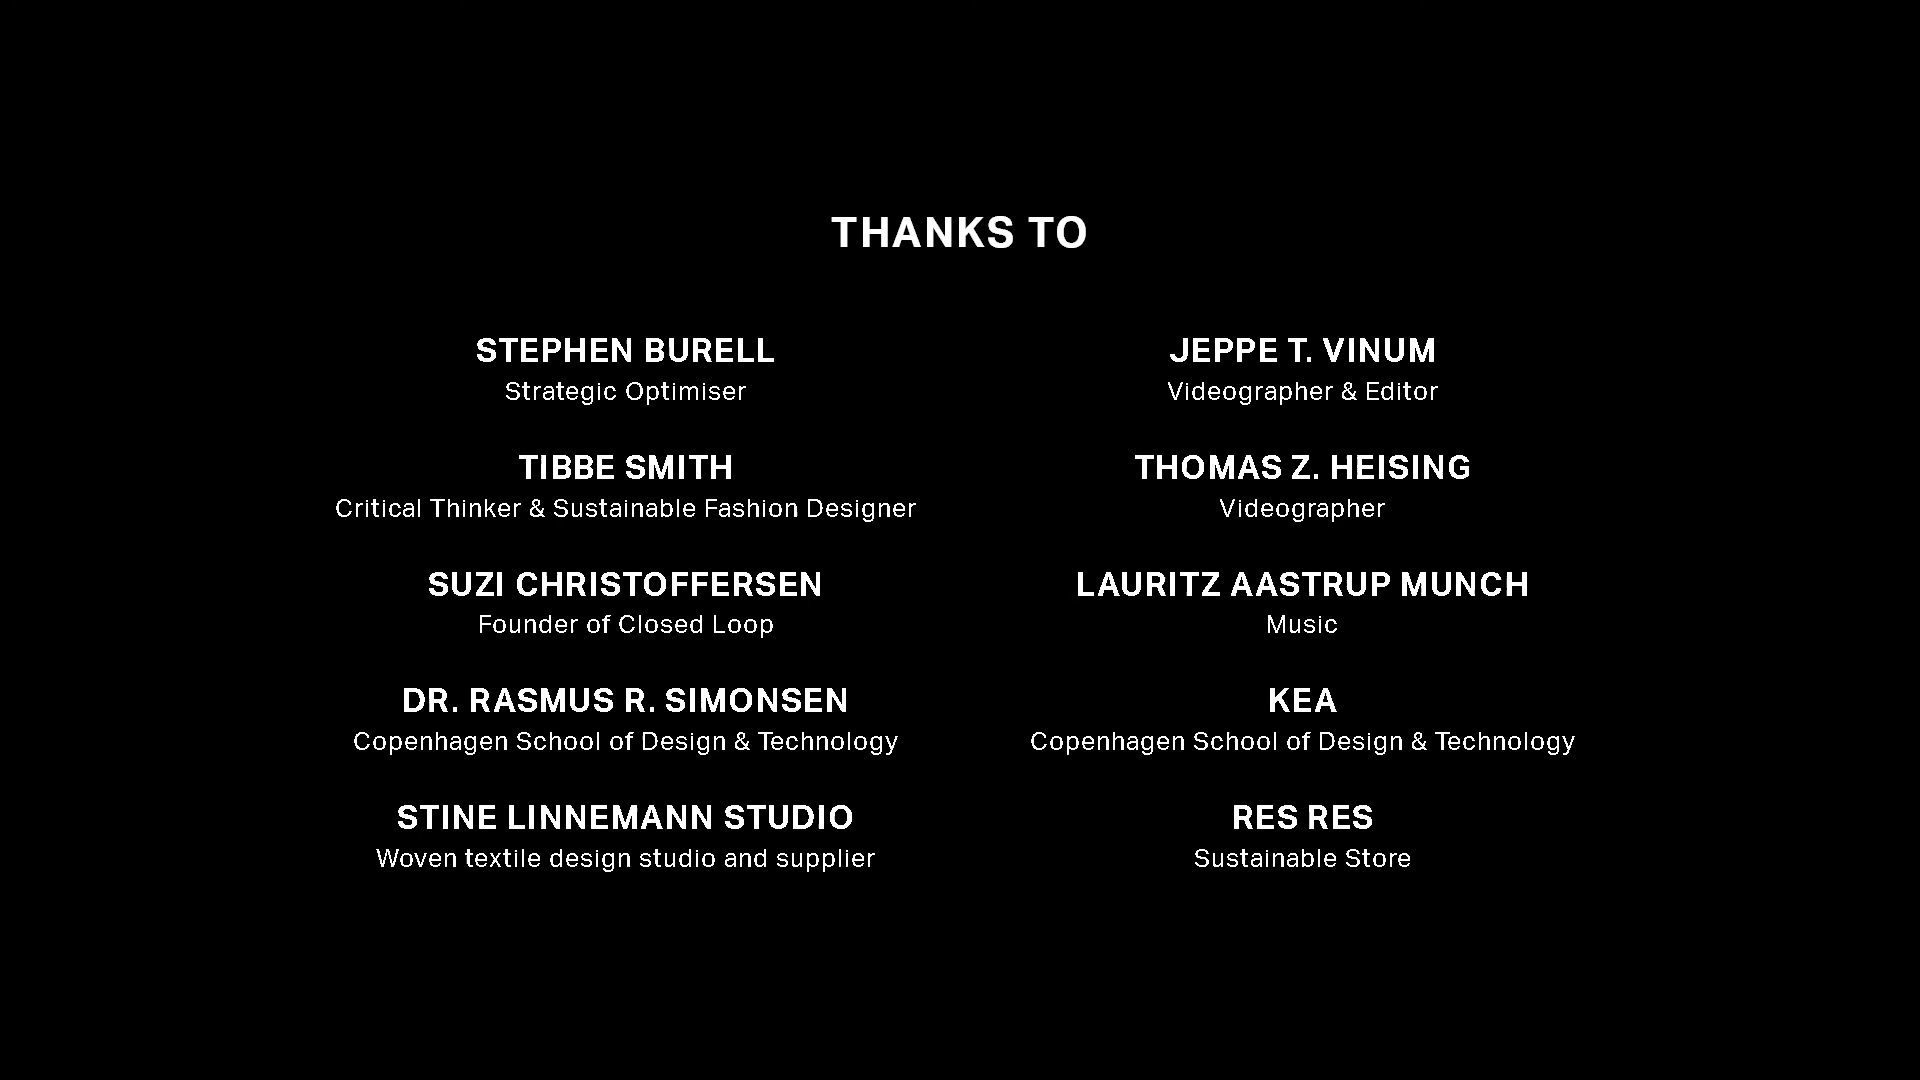 THANKS TO
STEPHEN BURELL
Strategic Optimiser
TIBBE SMITH
Critical Thinker & Sustainable Fashion Designer
SUZI CHRISTOFFERSEN
Founder of Closed Loop
DR. RASMUS R. SIMONSEN
Copenhagen School of Design & Technology
STINE LINNEMANN STUDIO
Woven textile design studio and supplier
JEPPE T. VINUM
Videographer & Editor
THOMAS Z. HEISING
Videographer
LAURITZ AASTRUP MUNCH
Music
KEA
Copenhagen School of Design & Technology
RES RES
Sustainable Store